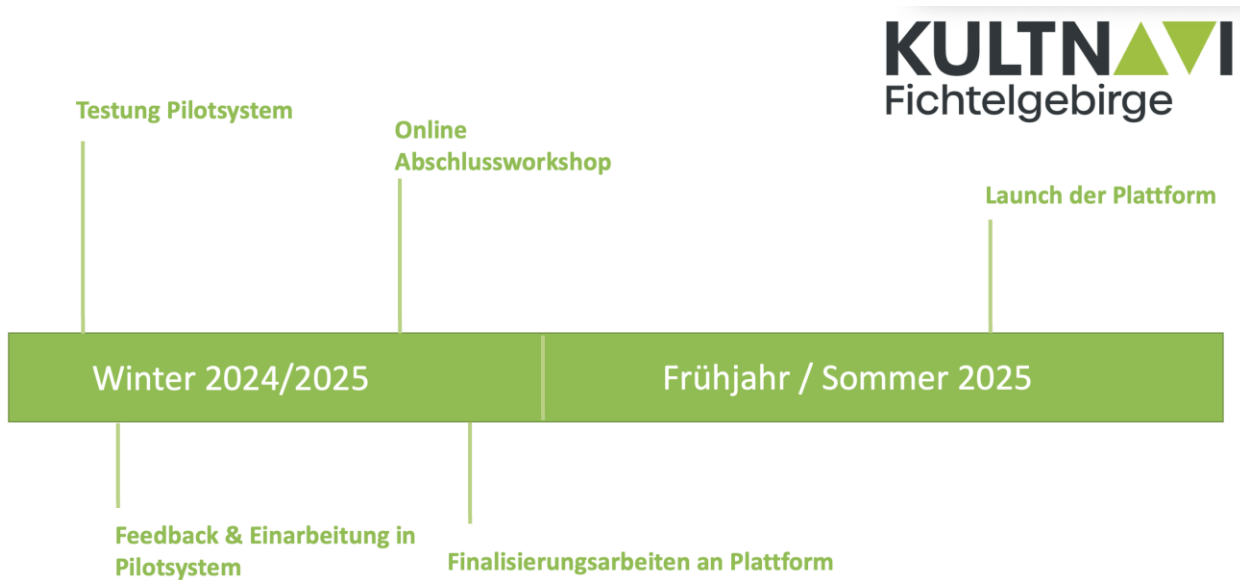 KULTNAVI
Fichtelgebirge
Testung Pilotsystem
Online
Abschlussworkshop
Launch der Plattform
Winter 2024/2025
Frühjahr / Sommer 2025
Feedback & Einarbeitung in
Pilotsystem
Finalisierungsarbeiten an Plattform